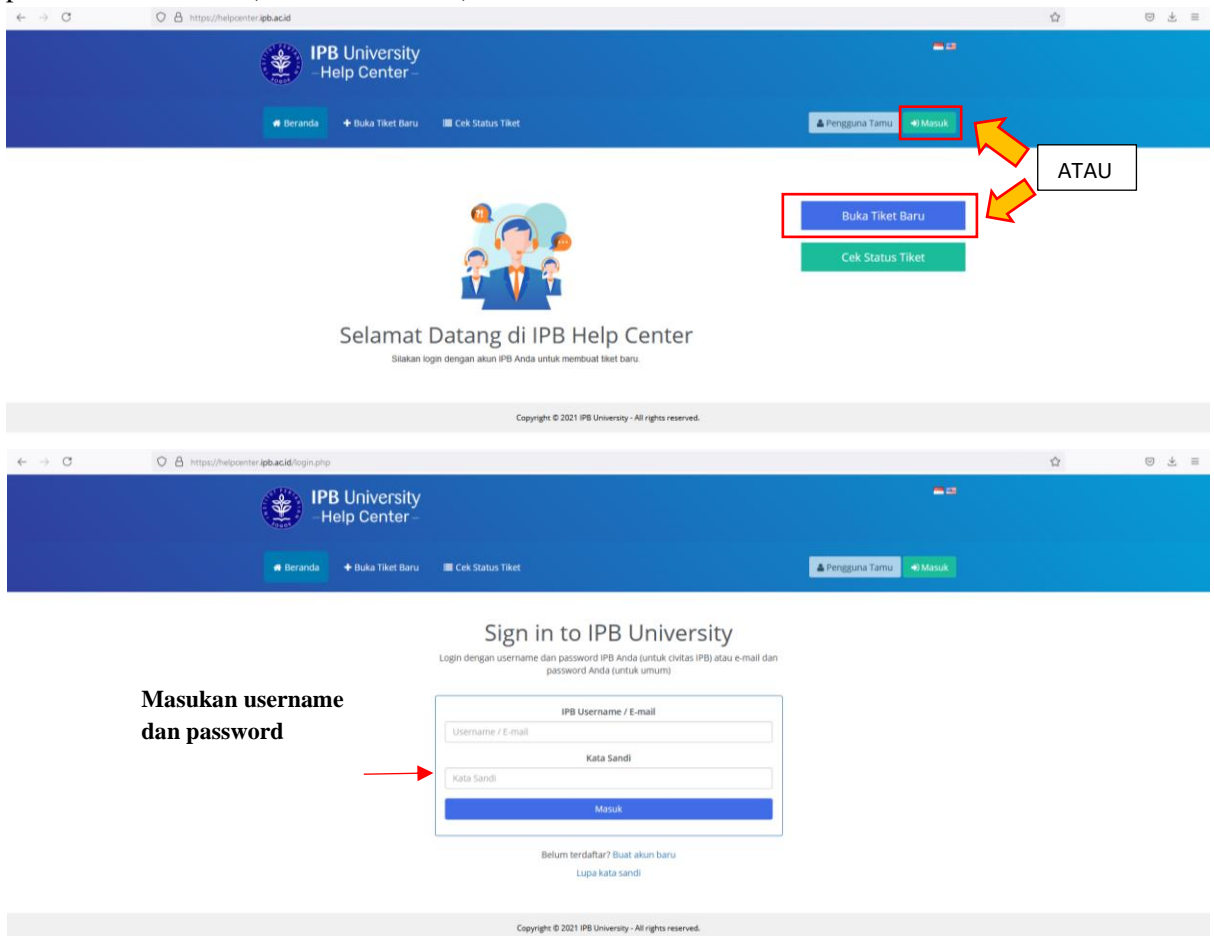 https://helpcenter.ipb.ac.id
IPB University
-Help Center-
Beranda
Buka Tiket Baru
Cek Status Tiket
Pengguna Tamu
Masuk
ATAU
Buka Tiket Baru
Cek Status Tiket
Selamat Datang di IPB Help Center
Silakan login dengan akun IPB Anda untuk membuat tiket baru.
Copyright © 2021 IPB University - All rights reserved.
https://helpcenter.ipb.ac.id/login.php
IPB University
-Help Center-
Beranda
Buka Tiket Baru
Cek Status Tiket
Pengguna Tamu
Masuk
Sign in to IPB University
Login dengan username dan password IPB Anda (untuk civitas IPB) atau e-mail dan
password Anda (untuk umum)
Masukan username
dan password
IPB Username / E-mail
Username / E-mail
Kata Sandi
Kata Sandi
Masuk
Belum terdaftar? Buat akun baru
Lupa kata sandi
Copyright © 2021 IPB University - All rights reserved.